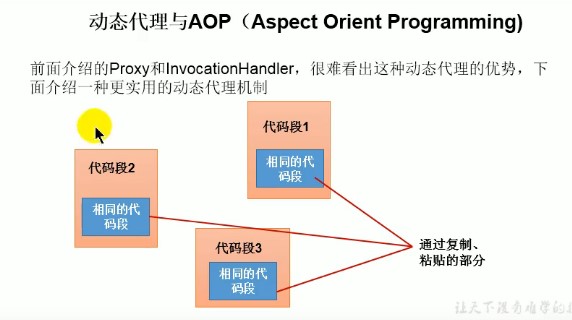 动态代理与AOP（Aspect Orient Programming)
前面介绍的Proxy和InvocationHandler，很难看出这种动态代理的优势，下
面介绍一种更实用的动态代理机制
代码段1
相同的代
码段
代码段2
相同的代
码段
代码段3
相同的代
码段
通过复制、
粘贴的部分
让天下没有难学的技